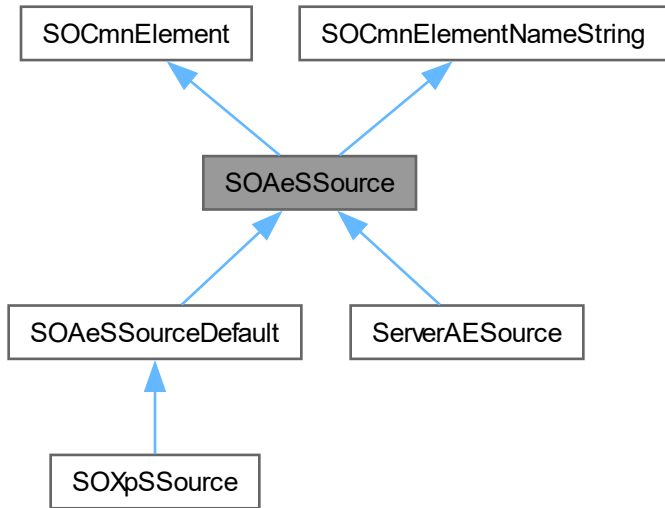 SOCmnElement
SOCmnElementNameString
SOAeSSource
SOAeSSourceDefault
ServerAESource
SOXpSSource